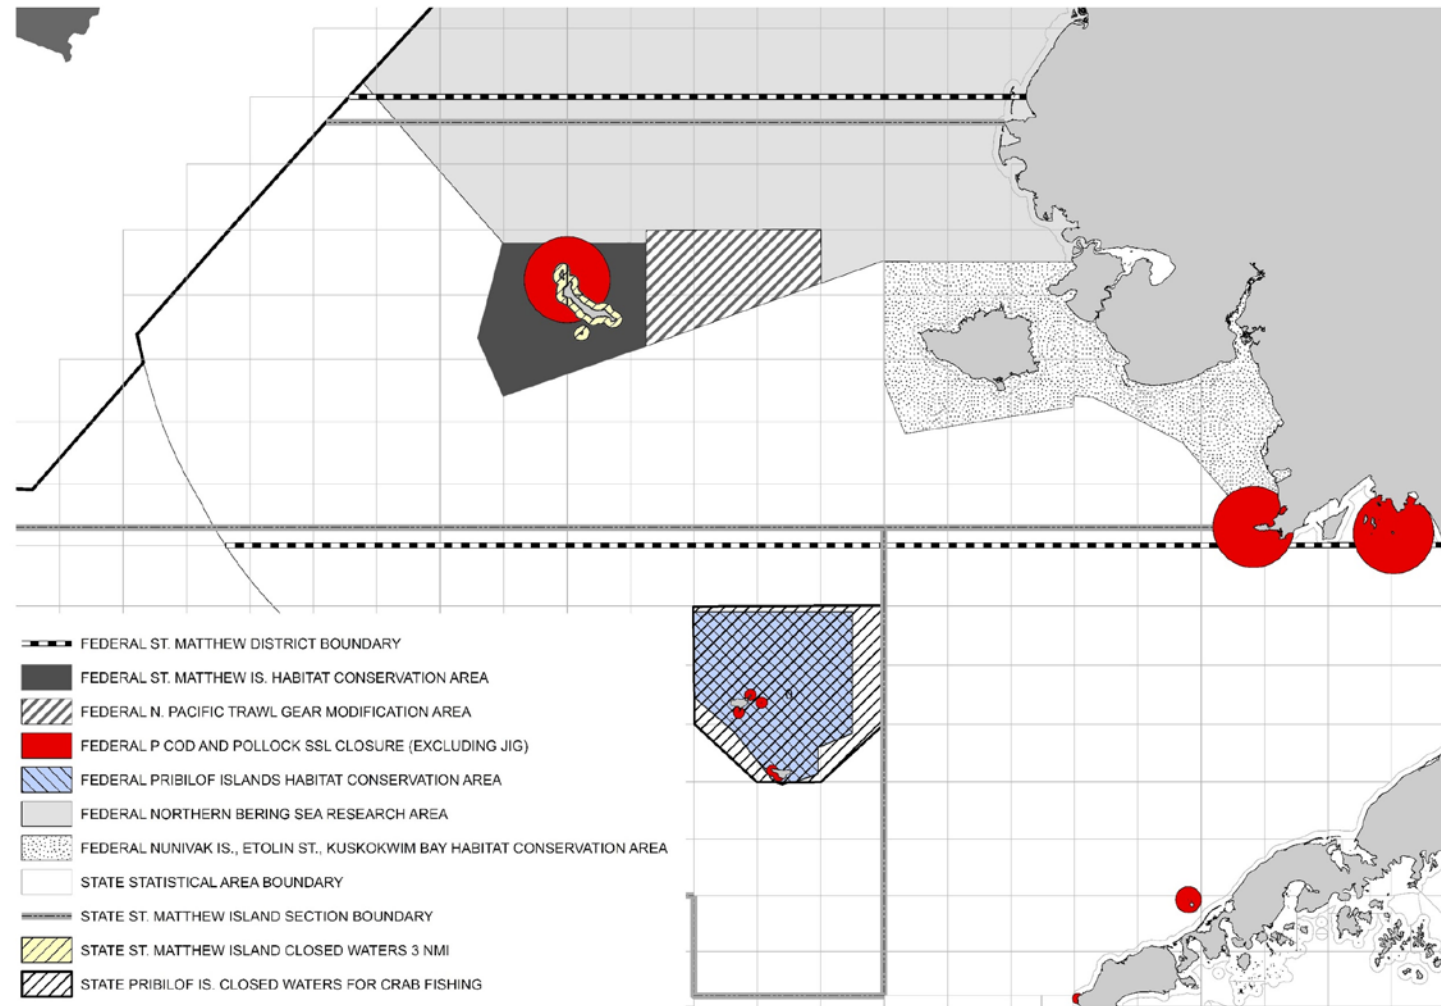 FEDERAL ST. MATTHEW DISTRICT BOUNDARY
FEDERAL ST. MATTHEW IS. HABITAT CONSERVATION AREA
FEDERAL N. PACIFIC TRAWL GEAR MODIFICATION AREA
FEDERAL P COD AND POLLOCK SSL CLOSURE (EXCLUDING JIG)
FEDERAL PRIBILOF ISLANDS HABITAT CONSERVATION AREA
FEDERAL NORTHERN BERING SEA RESEARCH AREA
FEDERAL NUNIVAK IS., ETOLIN ST., KUSKOKWIM BAY HABITAT CONSERVATION AREA
STATE STATISTICAL AREA BOUNDARY
STATE ST. MATTHEW ISLAND SECTION BOUNDARY
STATE ST. MATTHEW ISLAND CLOSED WATERS 3 NMI
STATE PRIBILOF IS. CLOSED WATERS FOR CRAB FISHING